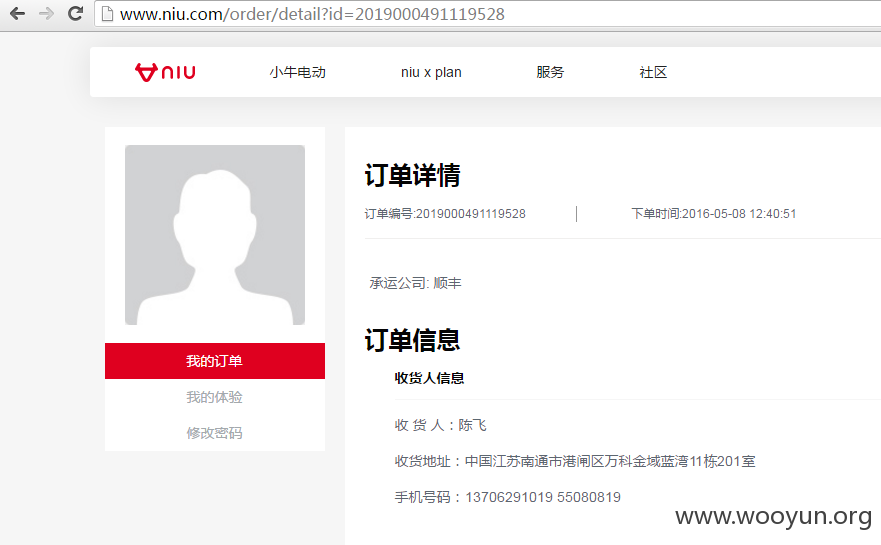 www.niu.com/order/detail?id=2019000491119528
niu 小牛电动 niu x plan 服务 社区
订单详情
订单编号:2019000491119528 下单时间:2016-05-08 12:40:51
承运公司: 顺丰
我的订单
我的体验
修改密码
订单信息
收货人信息
收 货 人：陈飞
收货地址：中国江苏南通市港闸区万科金域蓝湾11栋201室
手机号码：13706291019 55080819
www.wooyun.org